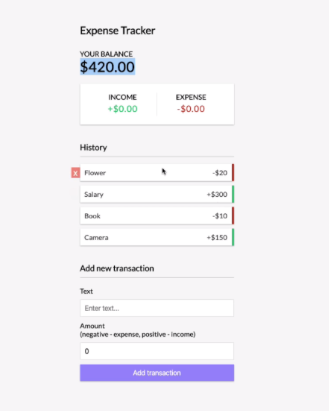 Expense Tracker
YOUR BALANCE
$420.00
INCOME
+$0.00
EXPENSE
-$0.00
History
x
Flower
-$20
Salary
+$300
Book
-$10
Camera
+$150
Add new transaction
Text
Enter text...
Amount
(negative - expense, positive - income)
0
Add transaction